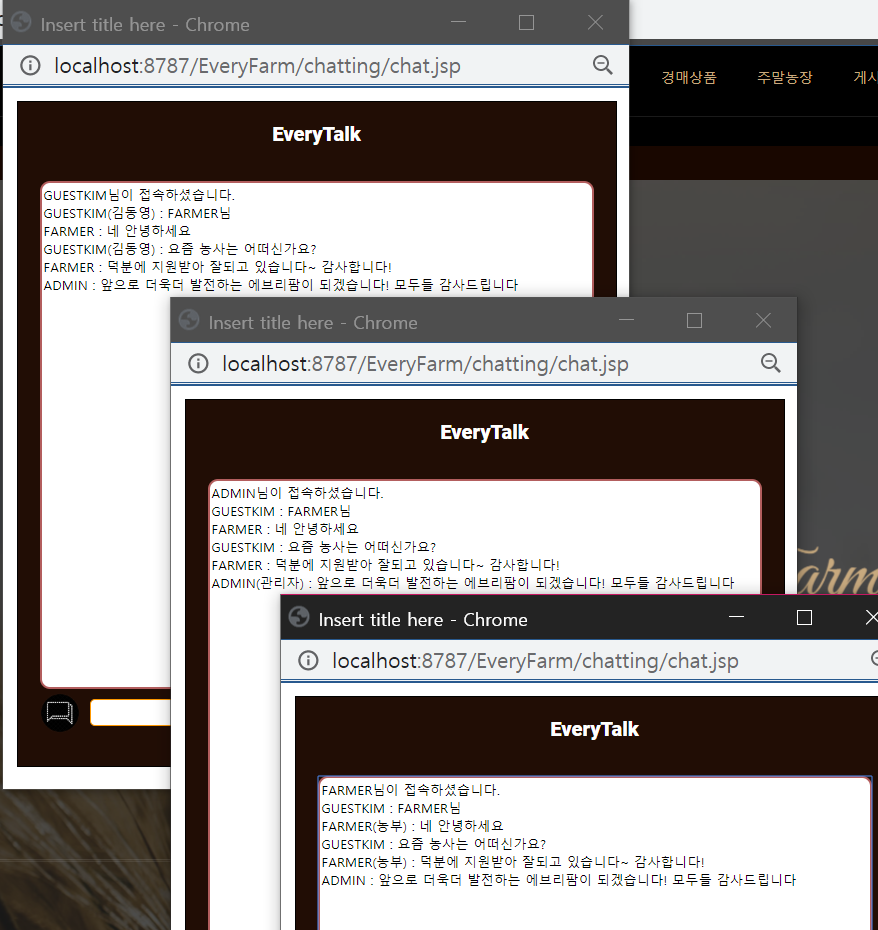 Insert title here - Chrome
localhost:8787/EveryFarm/chatting/chat.jsp
경매상품 주말농장 게시
EveryTalk
GUESTKIM님이 접속하셨습니다.
GUESTKIM(김동영) : FARMER님
FARMER : 네 안녕하세요
GUESTKIM(김동영) : 요즘 농사는 어떠신가요?
FARMER : 덕분에 지원받아 잘되고 있습니다~ 감사합니다!
ADMIN : 앞으로 더욱더 발전하는 에브리팜이 되겠습니다! 모두들 감사드립니다
Insert title here - Chrome
localhost:8787/EveryFarm/chatting/chat.jsp
EveryTalk
ADMIN님이 접속하셨습니다.
GUESTKIM : FARMER님
FARMER : 네 안녕하세요
GUESTKIM : 요즘 농사는 어떠신가요?
FARMER : 덕분에 지원받아 잘되고 있습니다~ 감사합니다!
ADMIN(관리자) : 앞으로 더욱더 발전하는 에브리팜이 되겠습니다! 모두들 감사드립니다
Farm
Insert title here - Chrome
localhost:8787/EveryFarm/chatting/chat.jsp
EveryTalk
FARMER님이 접속하셨습니다.
GUESTKIM : FARMER님
FARMER(농부) : 네 안녕하세요
GUESTKIM : 요즘 농사는 어떠신가요?
FARMER(농부) : 덕분에 지원받아 잘되고 있습니다~ 감사합니다!
ADMIN : 앞으로 더욱더 발전하는 에브리팜이 되겠습니다! 모두들 감사드립니다